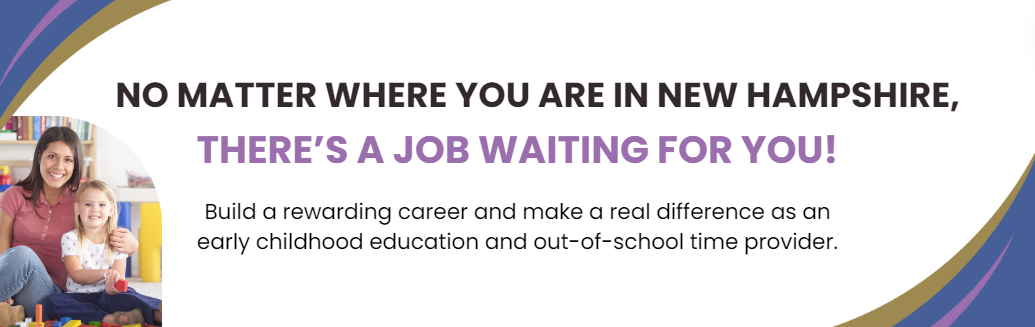 NO MATTER WHERE YOU ARE IN NEW HAMPSHIRE,
THERE’S A JOB WAITING FOR YOU!
Build a rewarding career and make a real difference as an
early childhood education and out-of-school time provider.